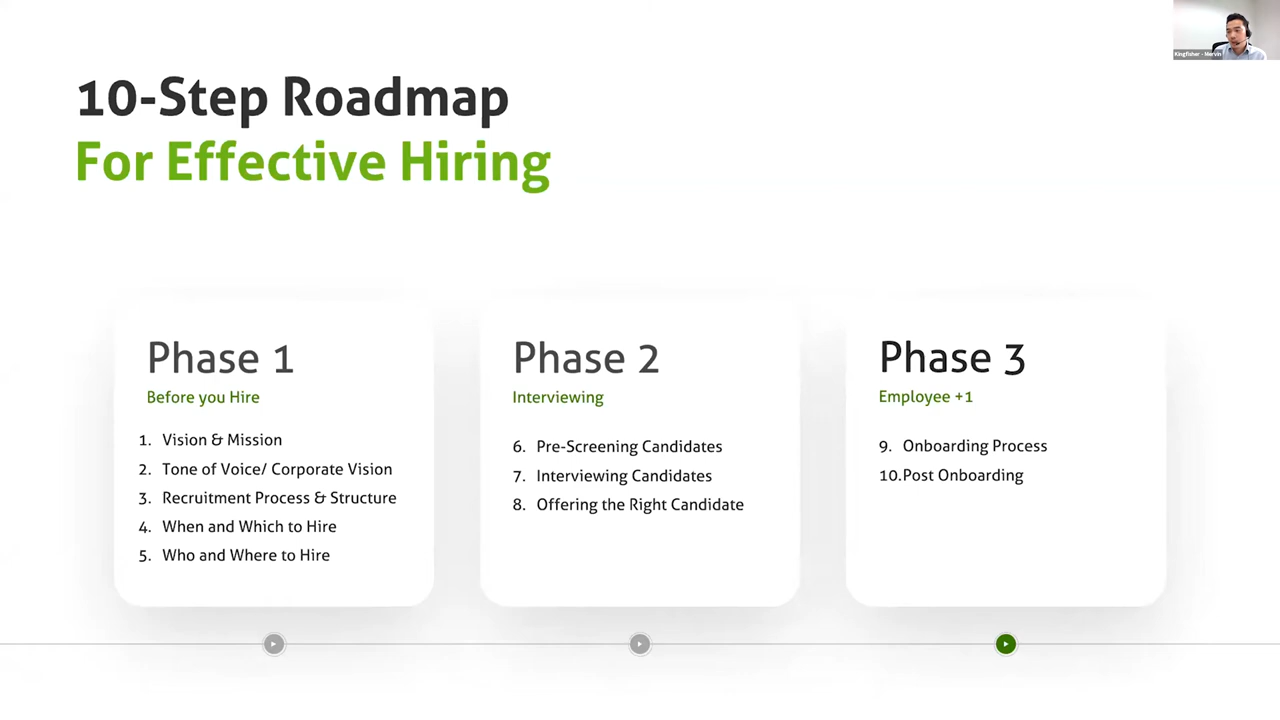 Kingfisher - Mervin
10-Step Roadmap
For Effective Hiring
Phase 1
Before you Hire
1. Vision & Mission
2. Tone of Voice/ Corporate Vision
3. Recruitment Process & Structure
4. When and Which to Hire
5. Who and Where to Hire
Phase 2
Interviewing
6. Pre-Screening Candidates
7. Interviewing Candidates
8. Offering the Right Candidate
Phase 3
Employee +1
9. Onboarding Process
10.Post Onboarding